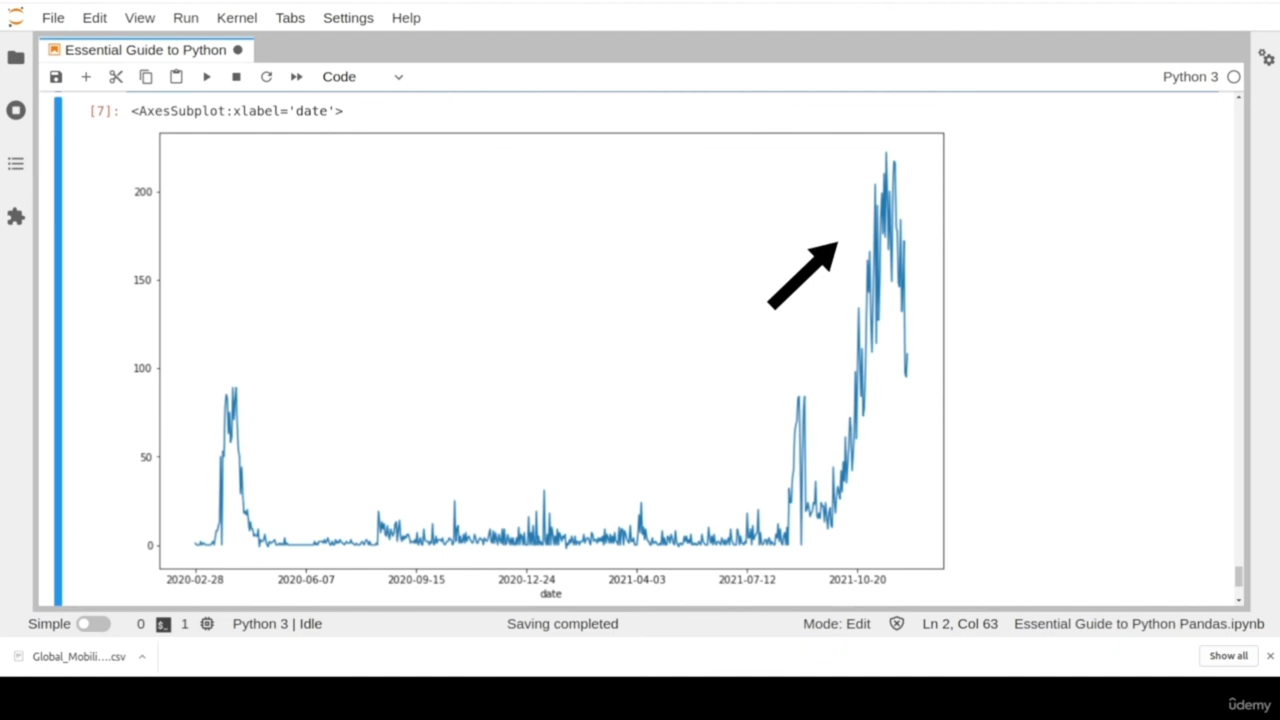 File Edit View Run Kernel Tabs Settings Help
Essential Guide to Python
Code
Python 3
[7]: <AxesSubplot:xlabel='date'>
200
150
100
50
0
2020-02-28 2020-06-07 2020-09-15 2020-12-24 2021-04-03 2021-07-12 2021-10-20
date
Simple 0 $_ 1 Python 3 | Idle Saving completed Mode: Edit Ln 2, Col 63 Essential Guide to Python Pandas.ipynb
Global_Mobili....csv Show all
ûdemy